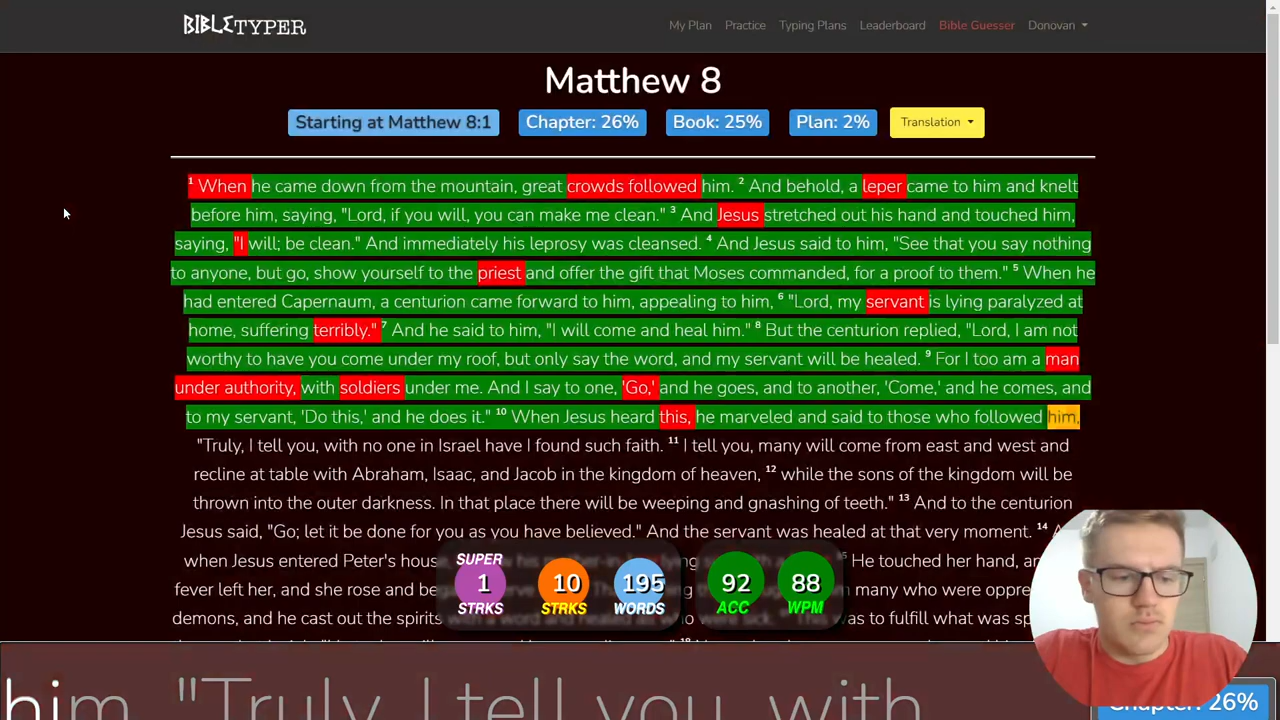 BIBLETYPER
My Plan Practice Typing Plans Leaderboard Bible Guesser Donovan
Matthew 8
Starting at Matthew 8:1 Chapter: 26% Book: 25% Plan: 2% Translation
1 When he came down from the mountain, great crowds followed him. 2 And behold, a leper came to him and knelt
before him, saying, "Lord, if you will, you can make me clean." 3 And Jesus stretched out his hand and touched him,
saying, "I will; be clean." And immediately his leprosy was cleansed. 4 And Jesus said to him, "See that you say nothing
to anyone, but go, show yourself to the priest and offer the gift that Moses commanded, for a proof to them." 5 When he
had entered Capernaum, a centurion came forward to him, appealing to him, 6 "Lord, my servant is lying paralyzed at
home, suffering terribly." 7 And he said to him, "I will come and heal him." 8 But the centurion replied, "Lord, I am not
worthy to have you come under my roof, but only say the word, and my servant will be healed. 9 For I too am a man
under authority, with soldiers under me. And I say to one, 'Go,' and he goes, and to another, 'Come,' and he comes, and
to my servant, 'Do this,' and he does it." 10 When Jesus heard this, he marveled and said to those who followed him,
"Truly, I tell you, with no one in Israel have I found such faith. 11 I tell you, many will come from east and west and
recline at table with Abraham, Isaac, and Jacob in the kingdom of heaven, 12 while the sons of the kingdom will be
thrown into the outer darkness. In that place there will be weeping and gnashing of teeth." 13 And to the centurion
Jesus said, "Go; let it be done for you as you have believed." And the servant was healed at that very moment. 14
when Jesus entered Peter's house, He touched her hand, and
fever left her, and she rose and many who were
demons, and he cast out the spirits with a word and healed all who were sick. This was to fulfill what was
SUPER
1 10 195 92 88
STRKS STRKS WORDS ACC WPM
him, "Truly, I tell you, with
Chapter: 26%